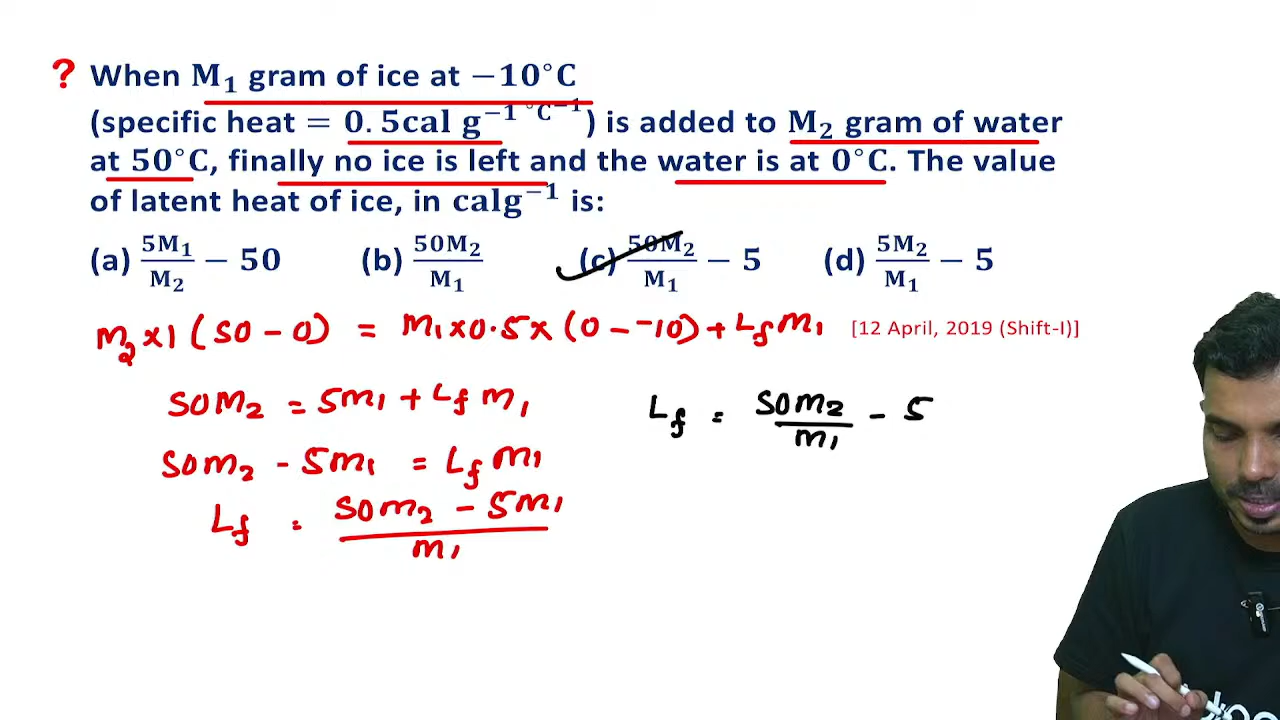 ? When M₁ gram of ice at −10°C
(specific heat = 0.5cal g⁻¹ °C⁻¹) is added to M₂ gram of water
at 50°C, finally no ice is left and the water is at 0°C. The value
of latent heat of ice, in calg⁻¹ is:
(a) 5M₁/M₂ − 50 (b) 50M₂/M₁ (c) 50M₂/M₁ − 5 (d) 5M₂/M₁ − 5
m₂×1(50−0) = m₁×0.5×(0−−10)+Lf m₁ [12 April, 2019 (Shift-I)]
50m₂ = 5m₁ + Lf m₁
Lf = 50m₂/m₁ − 5
50m₂ − 5m₁ = Lf m₁
Lf = 50m₂ − 5m₁/m₁